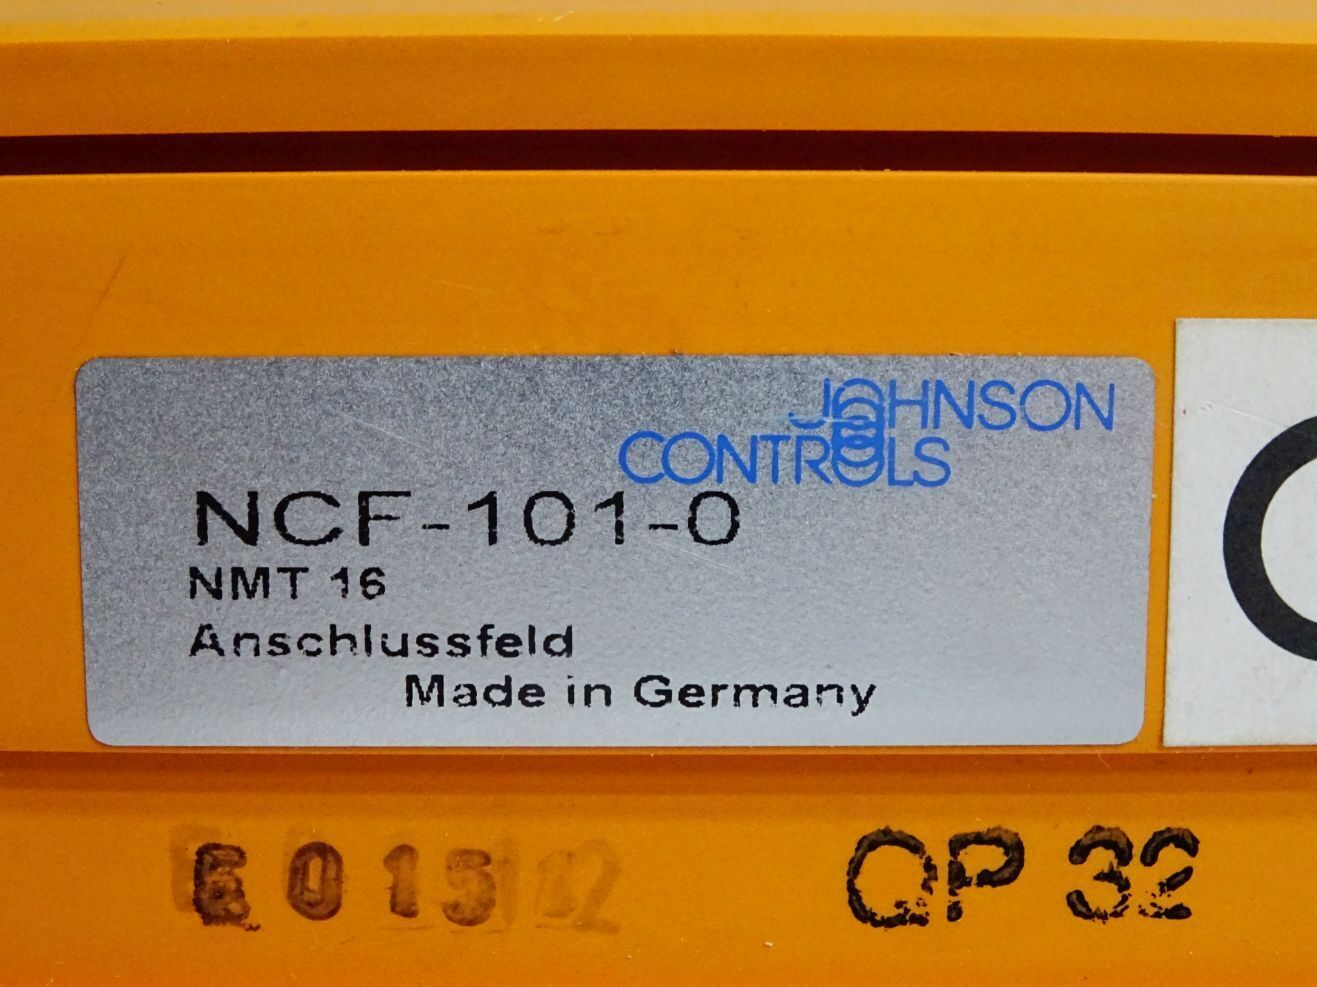 JOHNSON
CONTROLS
NCF-101-0
NMT 16
Anschlussfeld
Made in Germany
QP 32